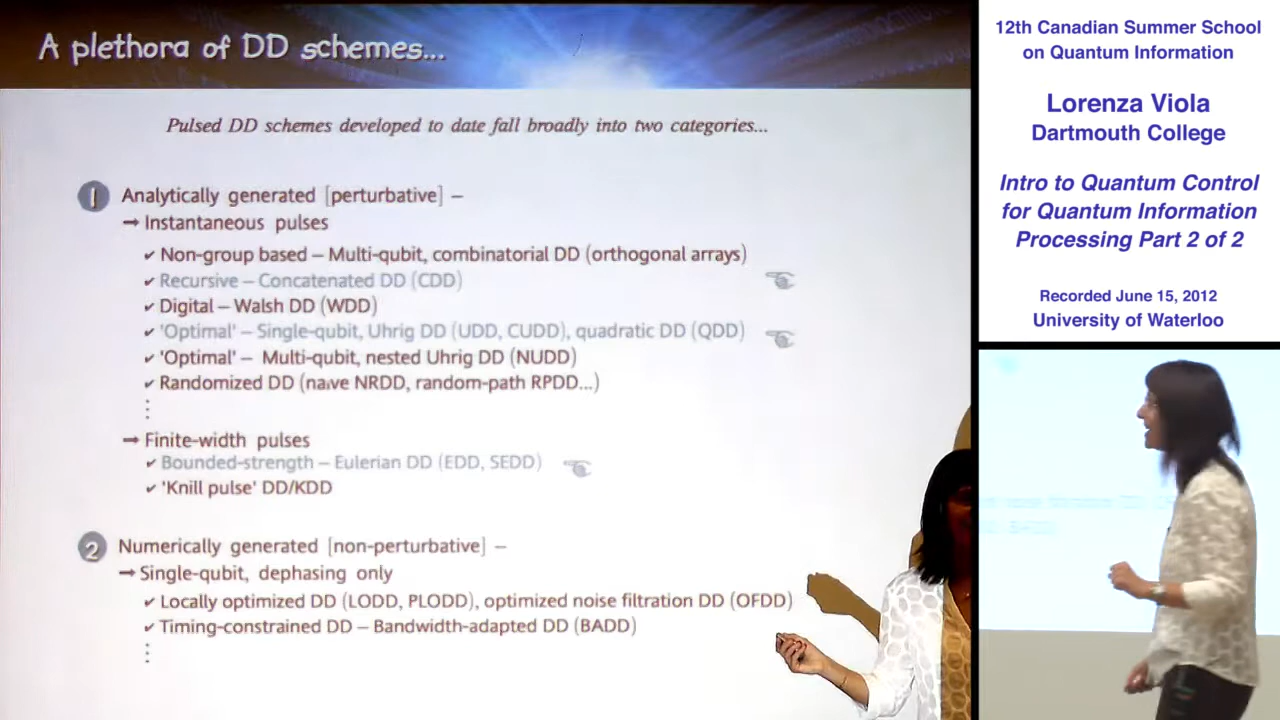 A plethora of DD schemes...
Pulsed DD schemes developed to date fall broadly into two categories...
1 Analytically generated [perturbative] –
➞ Instantaneous pulses
✔ Non-group based – Multi-qubit, combinatorial DD (orthogonal arrays)
✔ Recursive – Concatenated DD (CDD)
✔ Digital – Walsh DD (WDD)
✔ 'Optimal' – Single-qubit, Uhrig DD (UDD, CUDD), quadratic DD (QDD)
✔ 'Optimal' – Multi-qubit, nested Uhrig DD (NUDD)
✔ Randomized DD (naïve NRDD, random-path RPDD...)
⋮
➞ Finite-width pulses
✔ Bounded-strength – Eulerian DD (EDD, SEDD)
✔ 'Knill pulse' DD/KDD
2 Numerically generated [non-perturbative] –
➞ Single-qubit, dephasing only
✔ Locally optimized DD (LODD, PLODD), optimized noise filtration DD (OFDD)
✔ Timing-constrained DD – Bandwidth-adapted DD (BADD)
⋮
12th Canadian Summer School
on Quantum Information
Lorenza Viola
Dartmouth College
Intro to Quantum Control
for Quantum Information
Processing Part 2 of 2
Recorded June 15, 2012
University of Waterloo